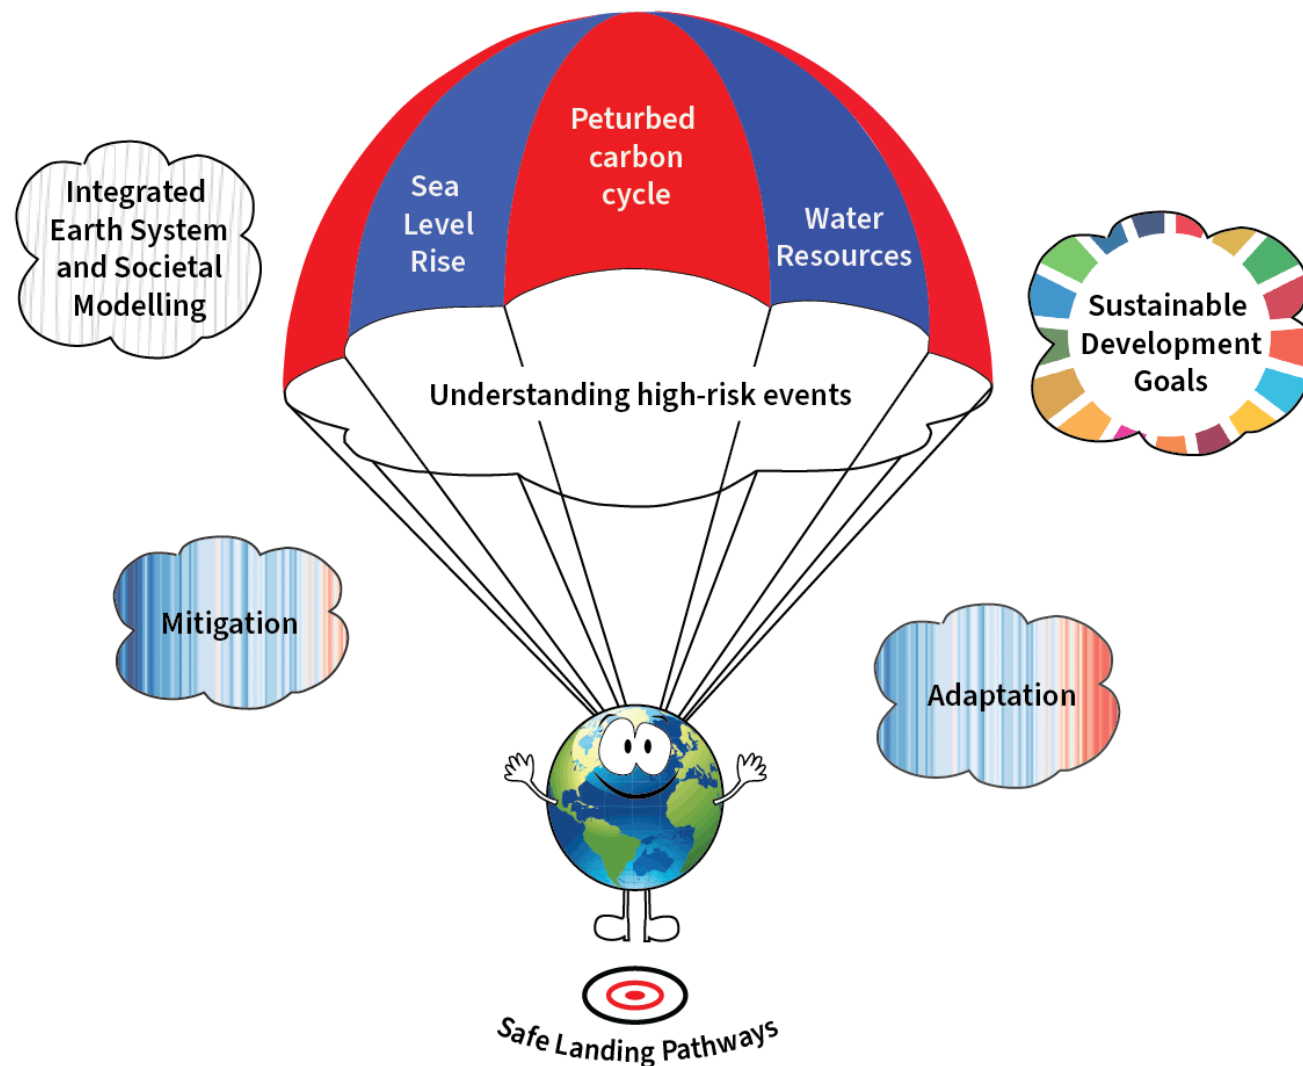 Peturbed
carbon
cycle
Sea
Level
Rise
Water
Resources
Integrated
Earth System
and Societal
Modelling
Sustainable
Development
Goals
Understanding high-risk events
Mitigation
Adaptation
Safe Landing Pathways